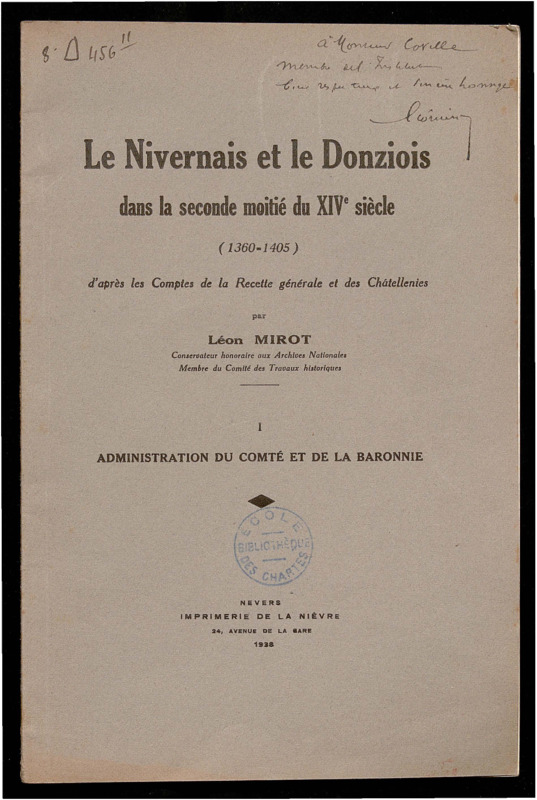 8° Δ 456 11
à Monsieur Coville
membre de l'Institut
bien respectueux et sincère hommage
Le Nivernais et le Donziois
dans la seconde moitié du XIVe siècle
(1360-1405)
d'après les Comptes de la Recette générale et des Châtellenies
par
Léon MIROT
Conservateur honoraire aux Archives Nationales
Membre du Comité des Travaux historiques
I
ADMINISTRATION DU COMTÉ ET DE LA BARONNIE
ÉCOLE
BIBLIOTHÈQUE
DES CHARTES
NEVERS
IMPRIMERIE DE LA NIÈVRE
24, AVENUE DE LA GARE
1938